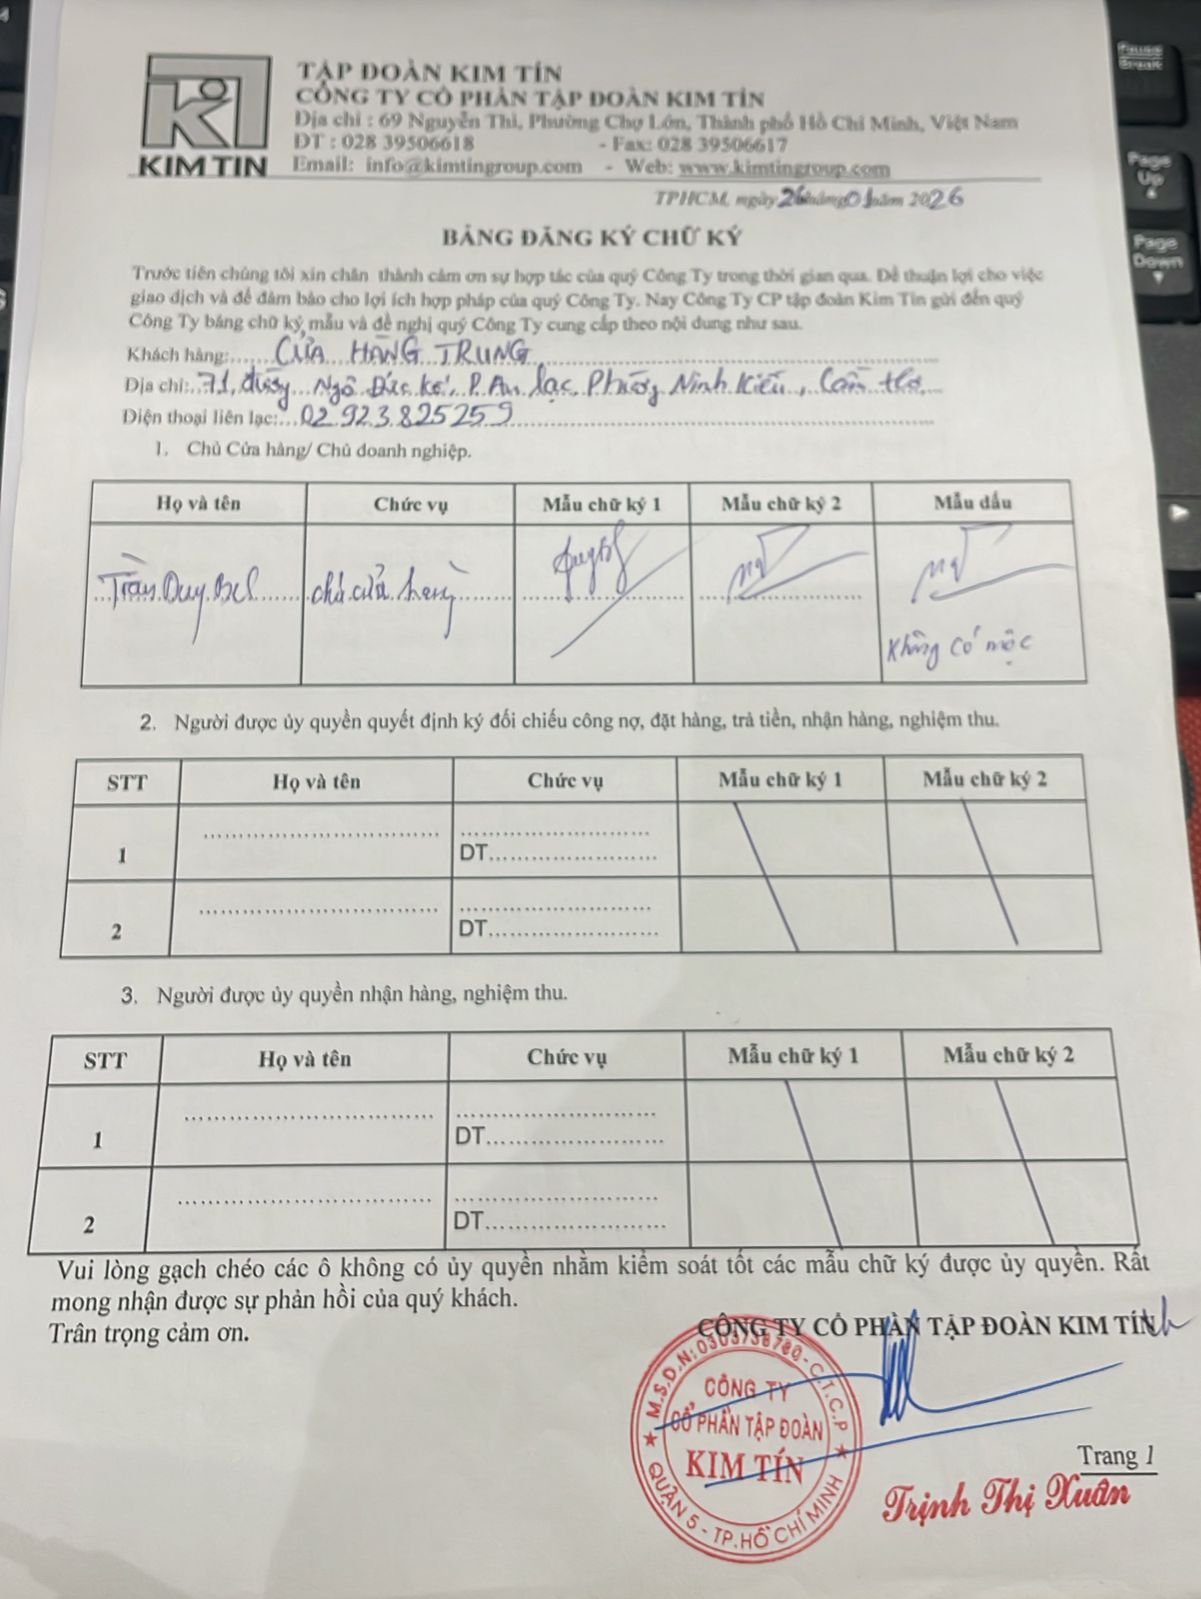 KIM TIN
TẬP ĐOÀN KIM TÍN
CÔNG TY CỔ PHẦN TẬP ĐOÀN KIM TÍN
Địa chỉ : 69 Nguyễn Thi, Phường Chợ Lớn, Thành phố Hồ Chí Minh, Việt Nam
ĐT : 028 39506618 - Fax: 028 39506617
Email: info@kimtingroup.com - Web: www.kimtingroup.com
TPHCM, ngày 26 tháng 01 năm 2026
BẢNG ĐĂNG KÝ CHỮ KÝ
Trước tiên chúng tôi xin chân thành cảm ơn sự hợp tác của quý Công Ty trong thời gian qua. Để thuận lợi cho việc
giao dịch và để đảm bảo cho lợi ích hợp pháp của quý Công Ty. Nay Công Ty CP tập đoàn Kim Tín gửi đến quý
Công Ty bảng chữ ký mẫu và đề nghị quý Công Ty cung cấp theo nội dung như sau.
Khách hàng:......CỬA HÀNG TRUNG
Địa chỉ:..71, đường Ngô Đức kế, P. An lạc, Phường Ninh Kiều, Cần thơ
Điện thoại liên lạc:...02923825259
1. Chủ Cửa hàng/ Chủ doanh nghiệp.
Họ và tên Chức vụ Mẫu chữ ký 1 Mẫu chữ ký 2 Mẫu dấu
Trần Duy chủ cửa hàng
Không có mộc
2. Người được ủy quyền quyết định ký đối chiếu công nợ, đặt hàng, trả tiền, nhận hàng, nghiệm thu.
STT Họ và tên Chức vụ Mẫu chữ ký 1 Mẫu chữ ký 2
1 DT
2 DT
3. Người được ủy quyền nhận hàng, nghiệm thu.
STT Họ và tên Chức vụ Mẫu chữ ký 1 Mẫu chữ ký 2
1 DT
2 DT
Vui lòng gạch chéo các ô không có ủy quyền nhằm kiểm soát tốt các mẫu chữ ký được ủy quyền. Rất
mong nhận được sự phản hồi của quý khách.
Trân trọng cảm ơn.
CÔNG TY CỔ PHẦN TẬP ĐOÀN KIM TÍN
M.S.D.N: 0303738780 - C.T.C.P
CÔNG TY
CỔ PHẦN TẬP ĐOÀN
KIM TÍN
QUẬN 5 - TP. HỒ CHÍ MINH
Trang 1
Trịnh Thị Xuân
Pause
Break
Page
Up
Page
Down